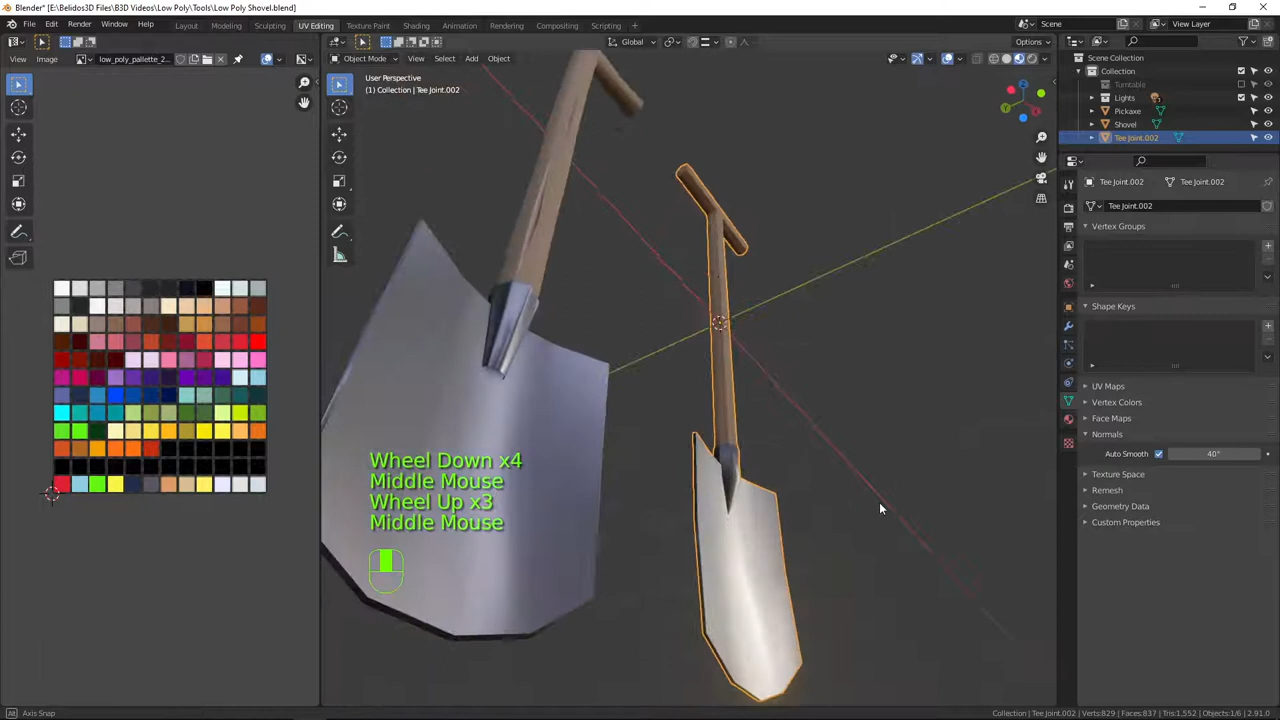 Blender* [E:\Belidos3D Files\B3D Videos\Low Poly\Tools\Low Poly Shovel.blend]
File Edit Render Window Help Layout Modeling Sculpting UV Editing Texture Paint Shading Animation Rendering Compositing Scripting Scene View Layer
Global Options
View Image low_poly_pallette_2... Object Mode View Select Add Object
User Perspective
(1) Collection | Tee Joint.002
Scene Collection
Collection
Turntable
Lights
Pickaxe
Shovel
Tee Joint.002
Tee Joint.002 Tee Joint.002
Tee Joint.002
Vertex Groups
Shape Keys
UV Maps
Vertex Colors
Face Maps
Normals
Auto Smooth 40°
Texture Space
Remesh
Geometry Data
Custom Properties
Wheel Down x4
Middle Mouse
Wheel Up x3
Middle Mouse
Axis Snap
Collection | Tee Joint.002 | Verts:829 | Faces:837 | Tris:1,552 | Objects:1/6 | 2.91.0